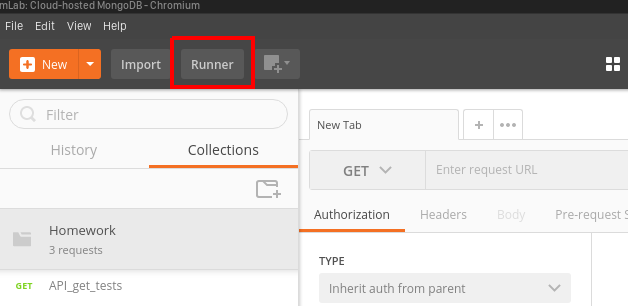 mLab: Cloud-hosted MongoDB - Chromium
File Edit View Help
New Import Runner
Filter
New Tab
History Collections
GET Enter request URL
Authorization Headers Body Pre-request S
Homework
3 requests
TYPE
GET API_get_tests
Inherit auth from parent